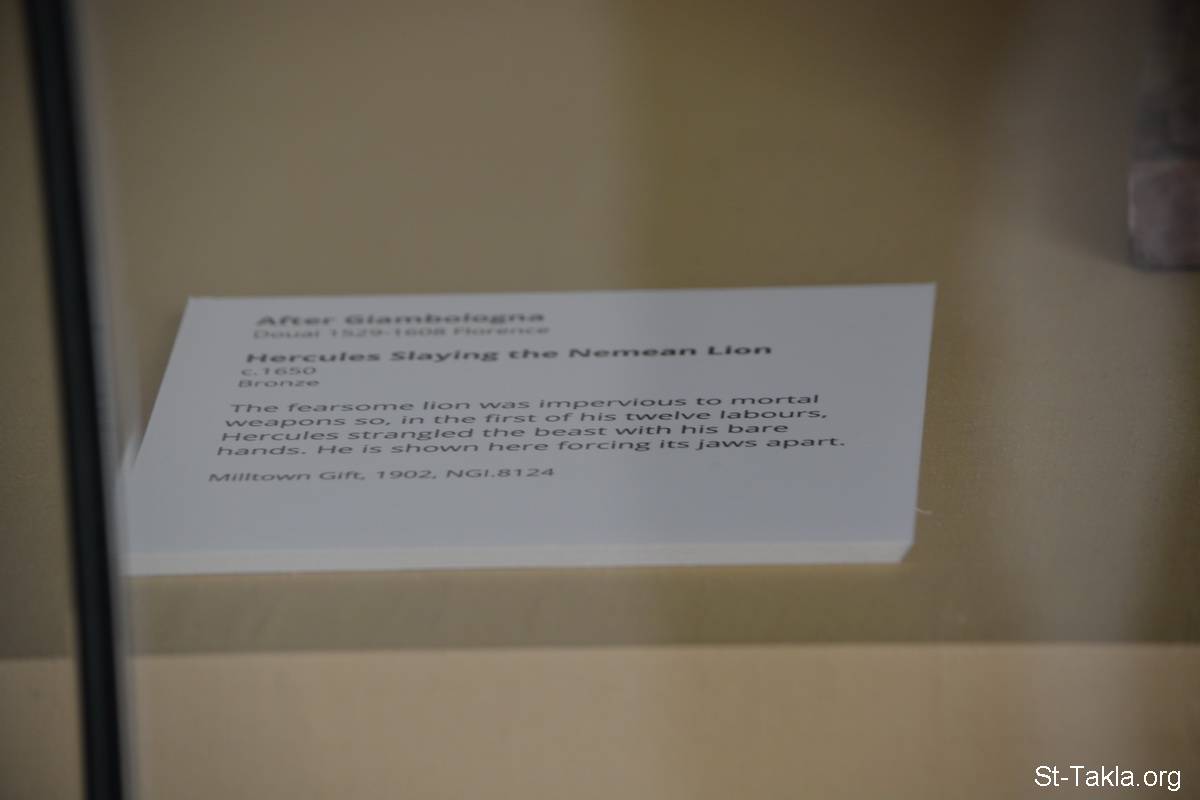 After Giambologna
Douai 1529-1608 Florence
Hercules Slaying the Nemean Lion
c.1650
Bronze
The fearsome lion was impervious to mortal
weapons so, in the first of his twelve labours,
Hercules strangled the beast with his bare
hands. He is shown here forcing its jaws apart.
Milltown Gift, 1902, NGI.8124
St-Takla.org